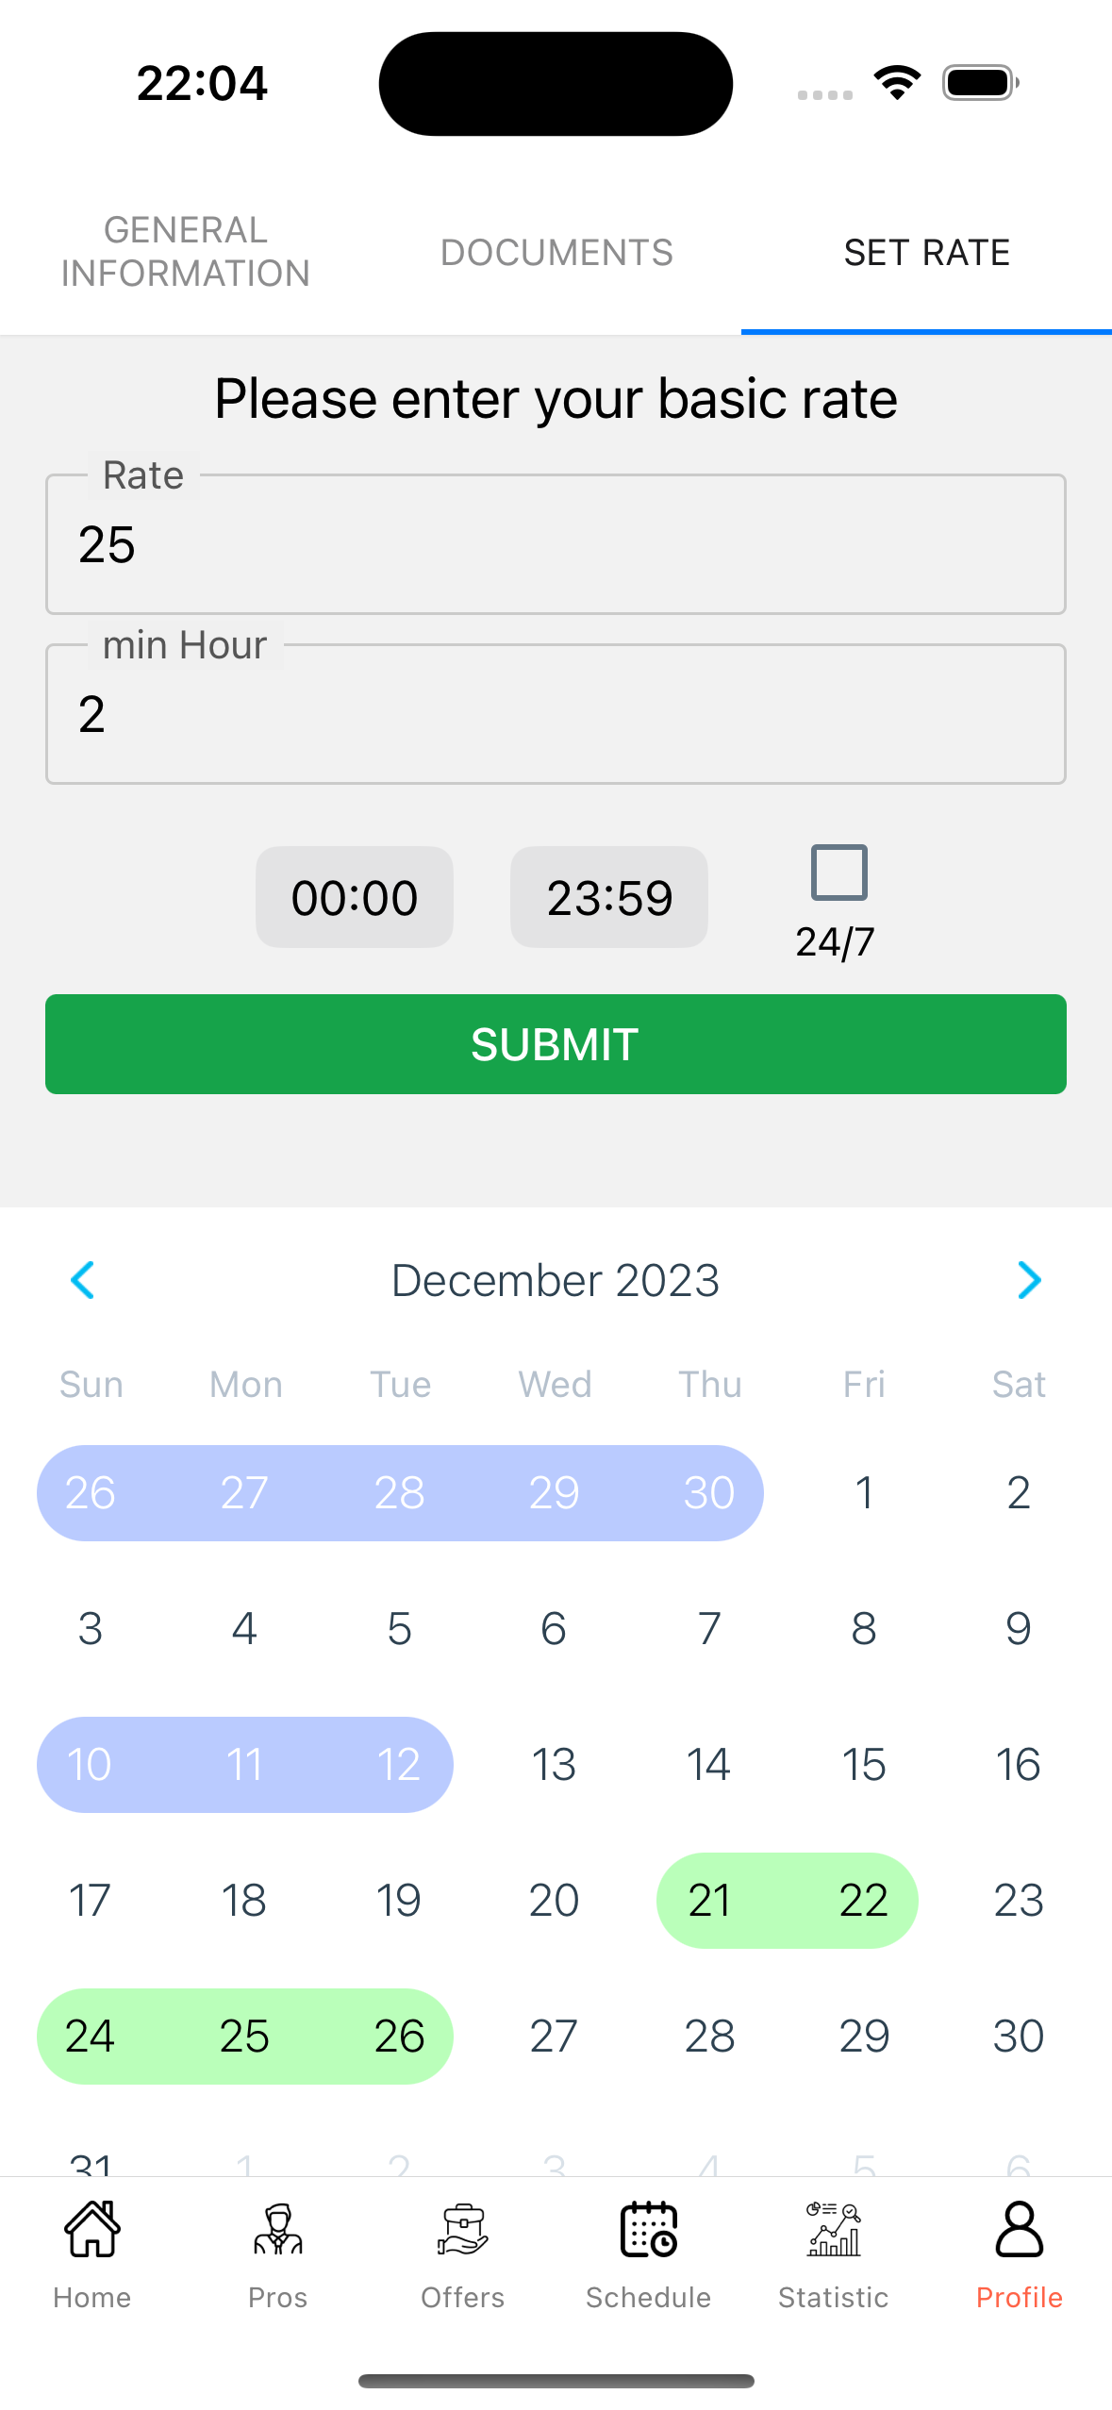 22:04
GENERAL
INFORMATION
DOCUMENTS
SET RATE
Please enter your basic rate
Rate
25
min Hour
2
00:00
23:59
24/7
SUBMIT
December 2023
Sun Mon Tue Wed Thu Fri Sat
26 27 28 29 30 1 2
3 4 5 6 7 8 9
10 11 12 13 14 15 16
17 18 19 20 21 22 23
24 25 26 27 28 29 30
31 1 2 3 4 5 6
Home Pros Offers Schedule Statistic Profile